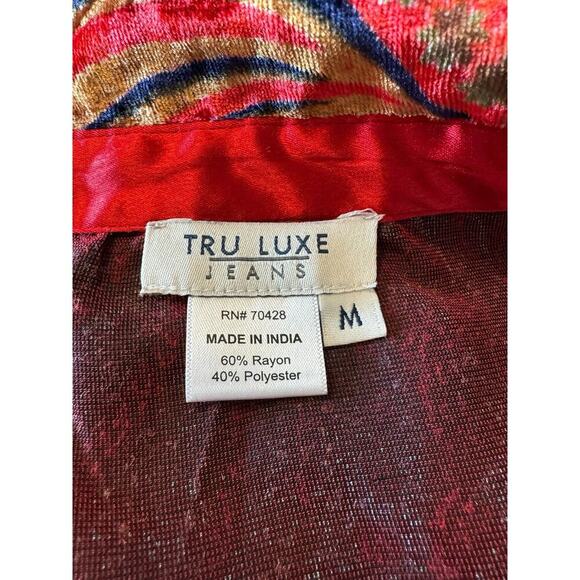 TRU LUXE
JEANS
M
RN# 70428
MADE IN INDIA
60% Rayon
40% Polyester